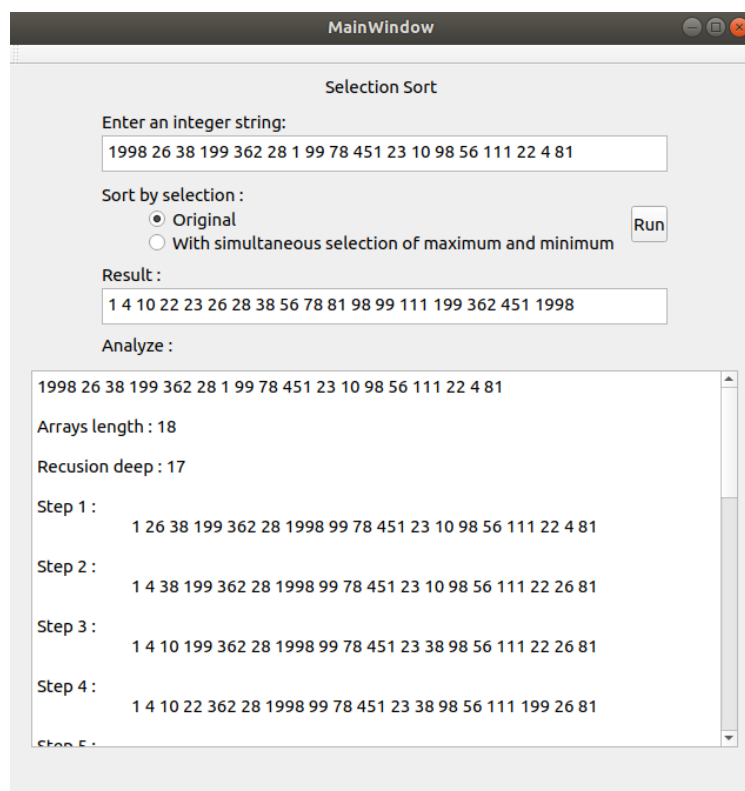 MainWindow
Selection Sort
Enter an integer string:
1998 26 38 199 362 28 1 99 78 451 23 10 98 56 111 22 4 81
Sort by selection :
Original
Run
With simultaneous selection of maximum and minimum
Result :
1 4 10 22 23 26 28 38 56 78 81 98 99 111 199 362 451 1998
Analyze :
1998 26 38 199 362 28 1 99 78 451 23 10 98 56 111 22 4 81
Arrays length : 18
Recusion deep : 17
Step 1 :
1 26 38 199 362 28 1998 99 78 451 23 10 98 56 111 22 4 81
Step 2 :
1 4 38 199 362 28 1998 99 78 451 23 10 98 56 111 22 26 81
Step 3 :
1 4 10 199 362 28 1998 99 78 451 23 38 98 56 111 22 26 81
Step 4 :
1 4 10 22 362 28 1998 99 78 451 23 38 98 56 111 199 26 81
Step 5 :